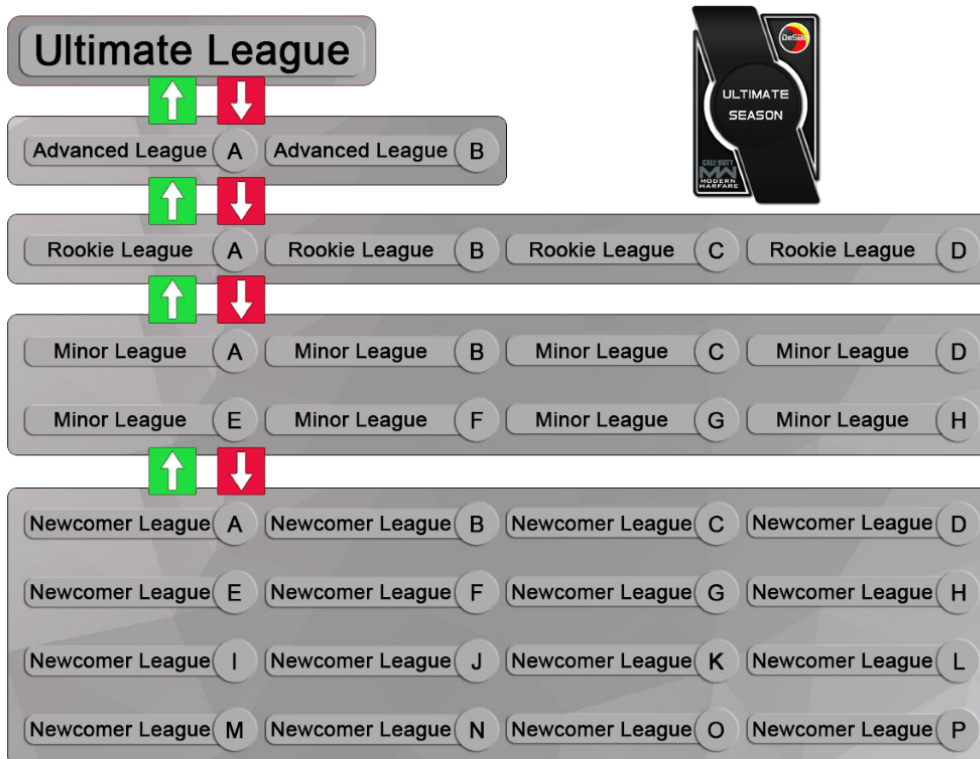 Ultimate League
DeSBL
ULTIMATE
SEASON
CALL OF DUTY
MW
MODERN
WARFARE
Advanced League A Advanced League B
Rookie League A Rookie League B Rookie League C Rookie League D
Minor League A Minor League B Minor League C Minor League D
Minor League E Minor League F Minor League G Minor League H
Newcomer League A Newcomer League B Newcomer League C Newcomer League D
Newcomer League E Newcomer League F Newcomer League G Newcomer League H
Newcomer League I Newcomer League J Newcomer League K Newcomer League L
Newcomer League M Newcomer League N Newcomer League O Newcomer League P